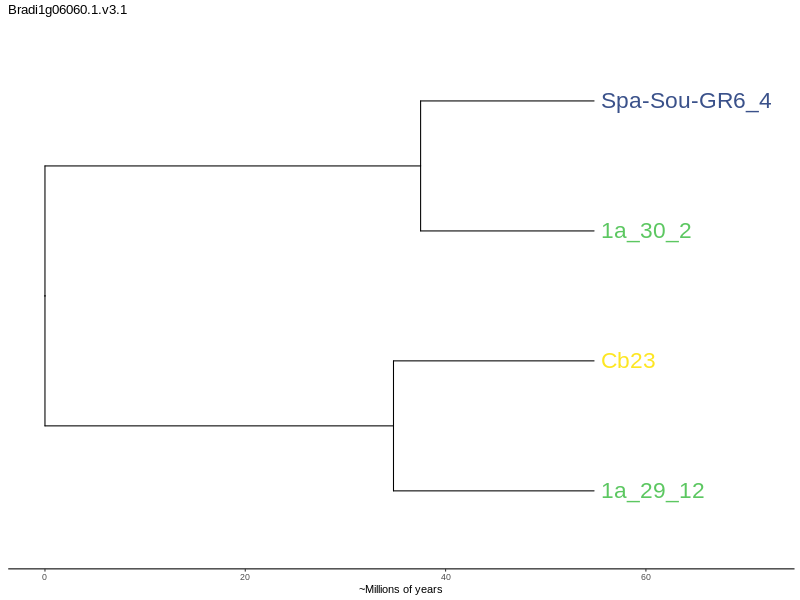 Bradi1g06060.1.v3.1
Spa-Sou-GR6_4
1a_30_2
Cb23
1a_29_12
0 20 40 60
~Millions of years